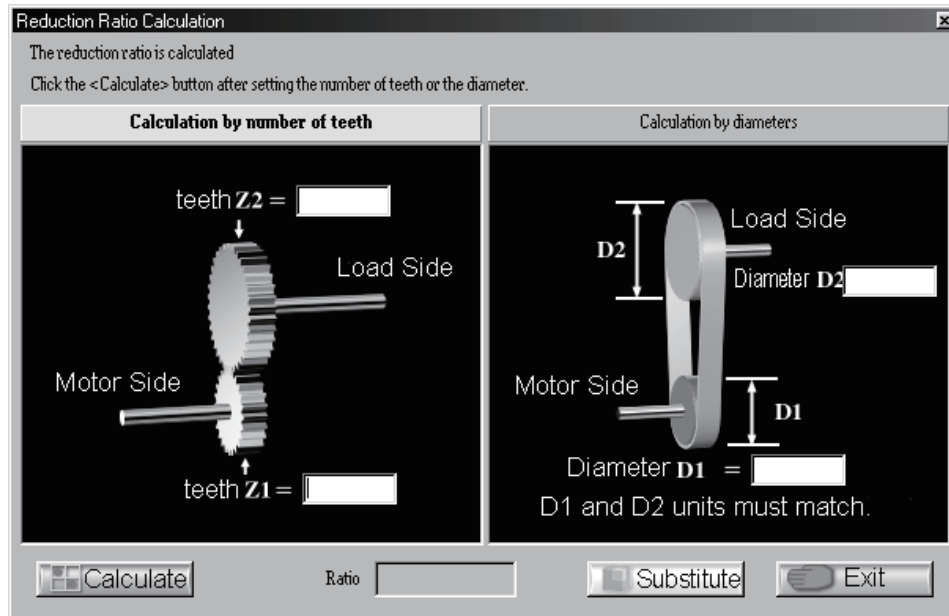 Reduction Ratio Calculation
The reduction ratio is calculated
Click the <Calculate> button after setting the number of teeth or the diameter.
Calculation by number of teeth
teeth Z2 =
Load Side
Motor Side
teeth Z1 =
Calculation by diameters
D2
Load Side
Diameter D2
Motor Side
D1
Diameter D1 =
D1 and D2 units must match.
Calculate
Ratio
Substitute
Exit